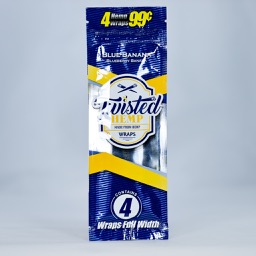 4 Hemp Wraps 99¢
BLUE BANANA
BLUEBERRY BANANA
Twisted
HEMP
WRAPS
CONTAINS
4
Wraps Full Width